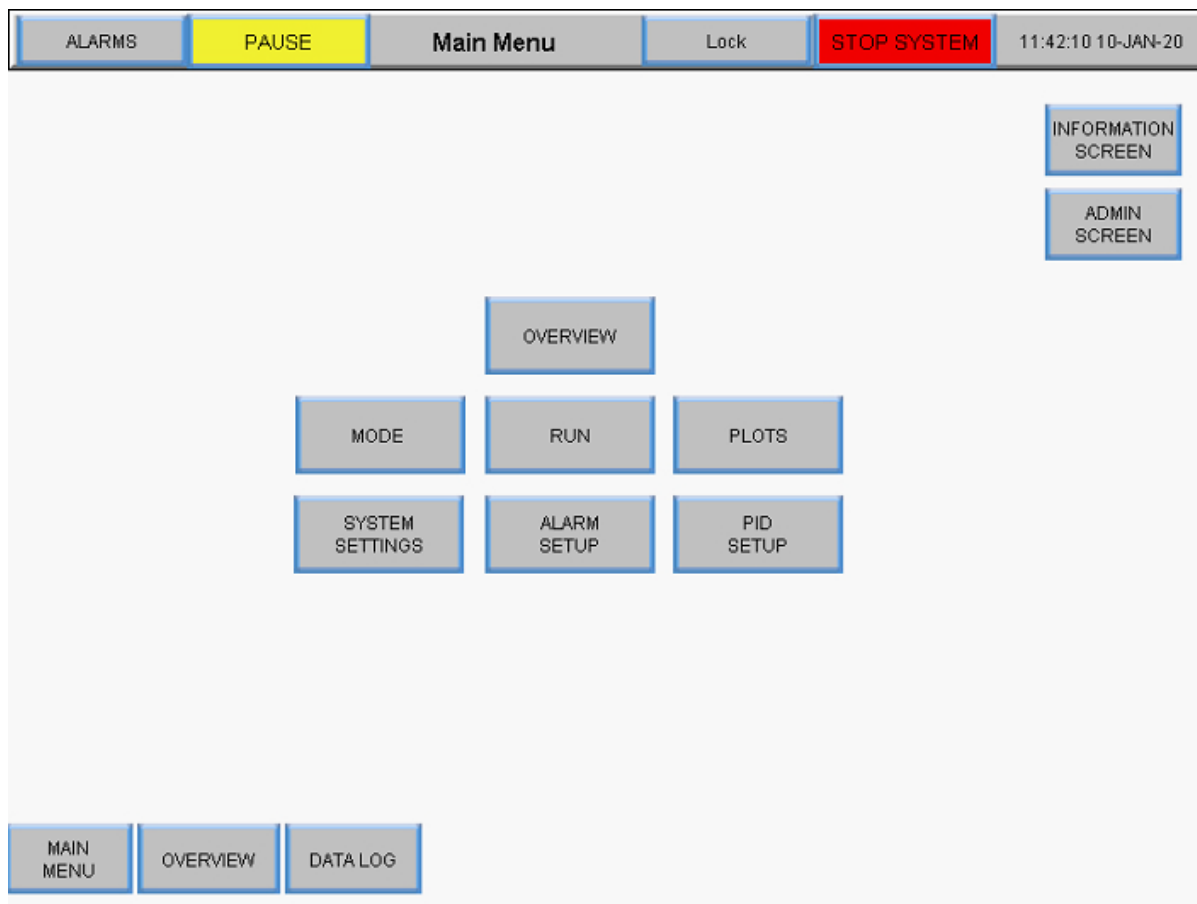 ALARMS
PAUSE
Main Menu
Lock
STOP SYSTEM
11:42:10 10-JAN-20
INFORMATION
SCREEN
ADMIN
SCREEN
OVERVIEW
MODE
RUN
PLOTS
SYSTEM
SETTINGS
ALARM
SETUP
PID
SETUP
MAIN
MENU
OVERVIEW
DATA LOG